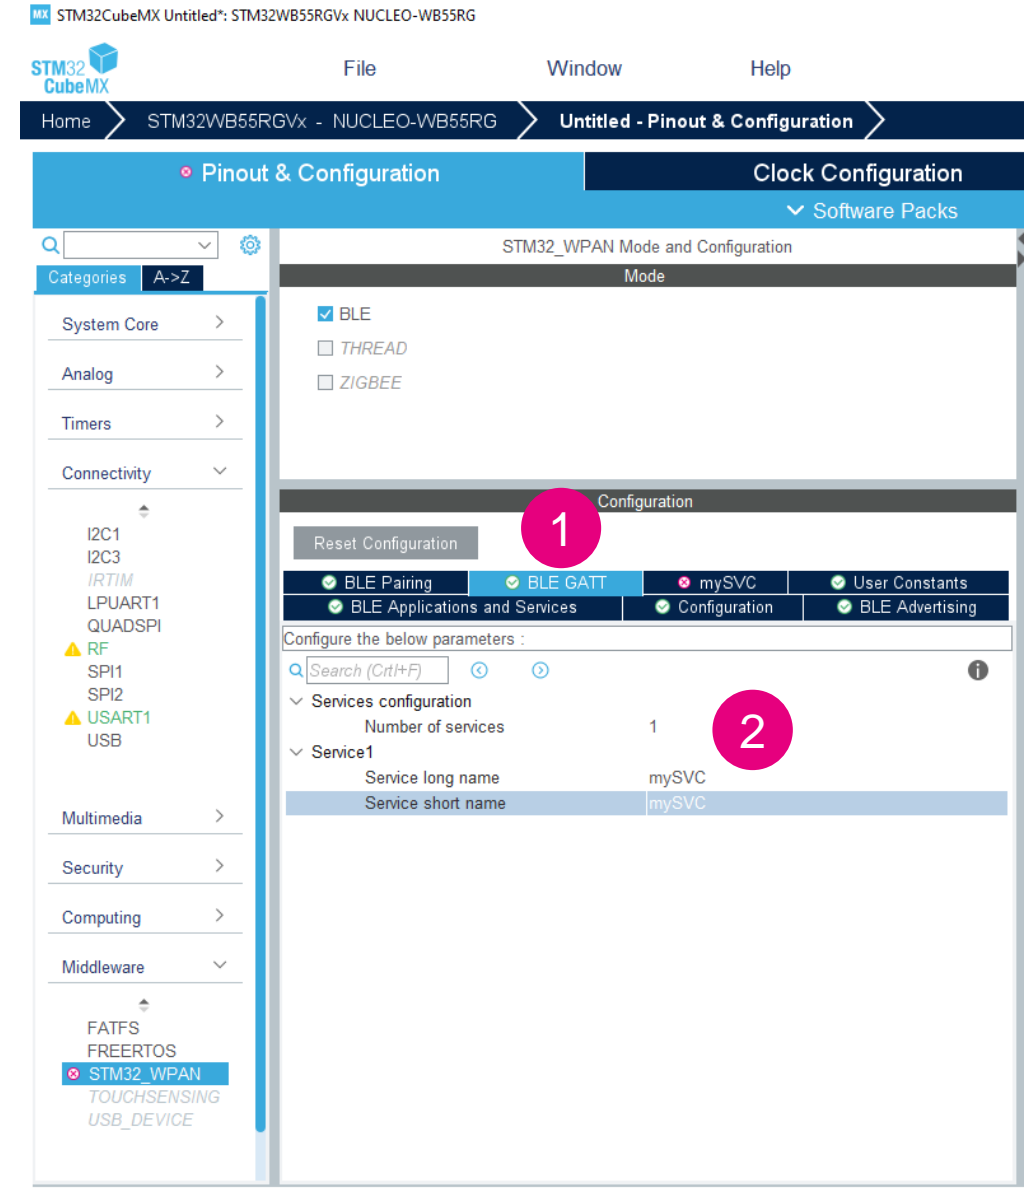 MX STM32CubeMX Untitled*: STM32WB55RGVx NUCLEO-WB55RG
STM32 CubeMX
File Window Help
Home STM32WB55RGVx - NUCLEO-WB55RG Untitled - Pinout & Configuration
Pinout & Configuration Clock Configuration
Software Packs
Categories A->Z
System Core
Analog
Timers
Connectivity
I2C1
I2C3
IRTIM
LPUART1
QUADSPI
RF
SPI1
SPI2
USART1
USB
Multimedia
Security
Computing
Middleware
FATFS
FREERTOS
STM32_WPAN
TOUCHSENSING
USB_DEVICE
STM32_WPAN Mode and Configuration
Mode
BLE
THREAD
ZIGBEE
Configuration
1
Reset Configuration
BLE Pairing BLE GATT mySVC User Constants
BLE Applications and Services Configuration BLE Advertising
Configure the below parameters :
Search (Crtl+F)
Services configuration
Number of services 1
2
Service1
Service long name mySVC
Service short name mySVC